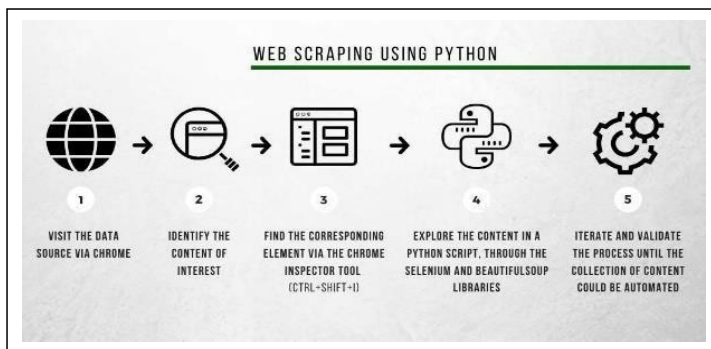 WEB SCRAPING USING PYTHON
1
VISIT THE DATA
SOURCE VIA CHROME
2
IDENTIFY THE
CONTENT OF
INTEREST
3
FIND THE CORRESPONDING
ELEMENT VIA THE CHROME
INSPECTOR TOOL
(CTRL+SHIFT+I)
4
EXPLORE THE CONTENT IN A
PYTHON SCRIPT, THROUGH THE
SELENIUM AND BEAUTIFULSOUP
LIBRARIES
5
ITERATE AND VALIDATE
THE PROCESS UNTIL THE
COLLECTION OF CONTENT
COULD BE AUTOMATED